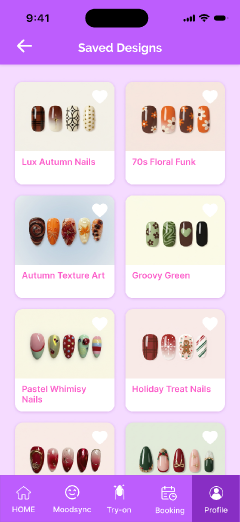 9:41
Saved Designs
Lux Autumn Nails
70s Floral Funk
Autumn Texture Art
Groovy Green
Pastel Whimisy
Nails
Holiday Treat Nails
HOME
Moodsync
Try-on
Booking
Profile